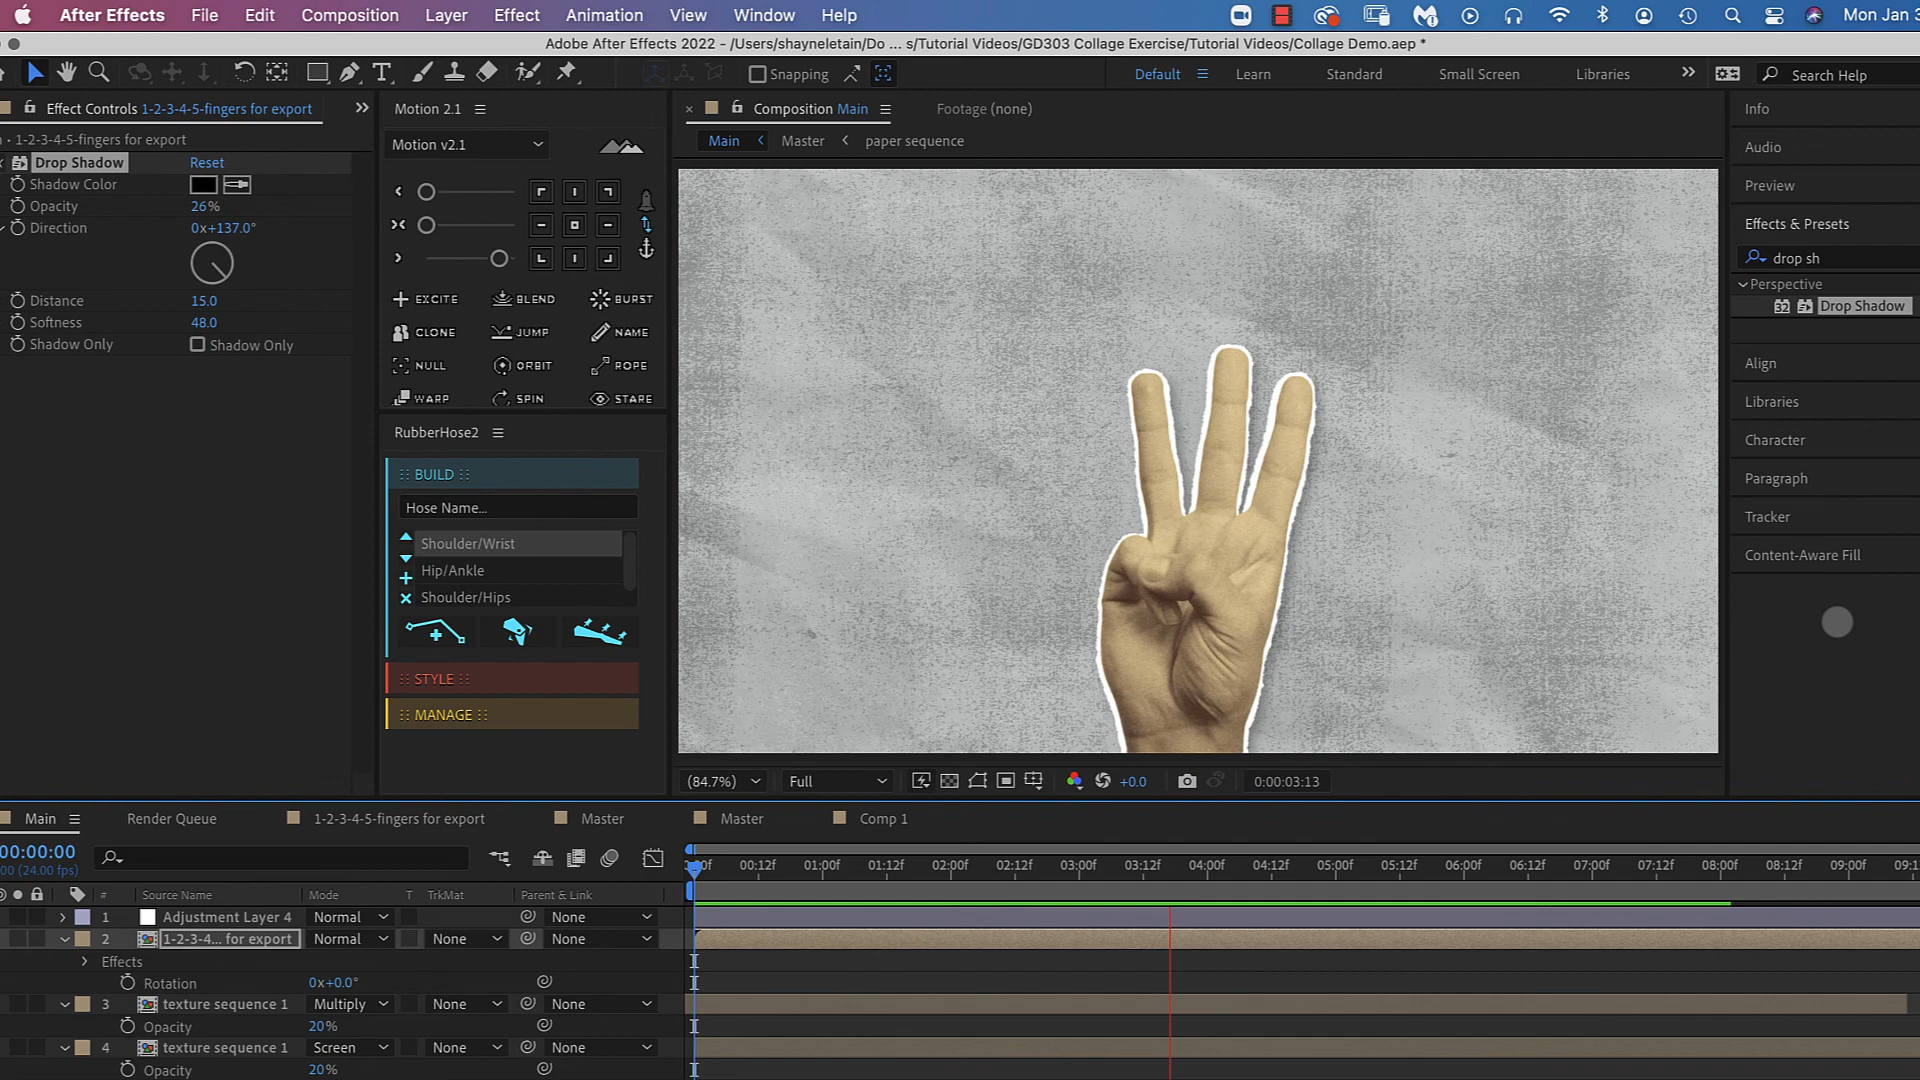 After Effects File Edit Composition Layer Effect Animation View Window Help Mon Jan 3
Adobe After Effects 2022 - /Users/shayneletain/Do ... s/Tutorial Videos/GD303 Collage Exercise/Tutorial Videos/Collage Demo.aep *
Snapping Default Learn Standard Small Screen Libraries Search Help
Effect Controls 1-2-3-4-5-fingers for export
1-2-3-4-5-fingers for export
Drop Shadow Reset
Shadow Color
Opacity 26%
Direction 0x+137.0°
Distance 15.0
Softness 48.0
Shadow Only Shadow Only
Motion 2.1
Motion v2.1
EXCITE BLEND BURST
CLONE JUMP NAME
NULL ORBIT ROPE
WARP SPIN STARE
RubberHose2
:: BUILD ::
Hose Name...
Shoulder/Wrist
Hip/Ankle
Shoulder/Hips
:: STYLE ::
:: MANAGE ::
Composition Main Footage (none)
Main Master paper sequence
(84.7%) Full +0.0 0:00:03:13
Info
Audio
Preview
Effects & Presets
drop sh
Perspective
32 Drop Shadow
Align
Libraries
Character
Paragraph
Tracker
Content-Aware Fill
Main Render Queue 1-2-3-4-5-fingers for export Master Master Comp 1
00:00:00
00 (24.00 fps)
:00f 00:12f 01:00f 01:12f 02:00f 02:12f 03:00f 03:12f 04:00f 04:12f 05:00f 05:12f 06:00f 06:12f 07:00f 07:12f 08:00f 08:12f 09:00f 09:1
# Source Name Mode T TrkMat Parent & Link
1 Adjustment Layer 4 Normal None
2 1-2-3-4... for export Normal None None
Effects
Rotation 0x+0.0°
3 texture sequence 1 Multiply None None
Opacity 20%
4 texture sequence 1 Screen None None
Opacity 20%